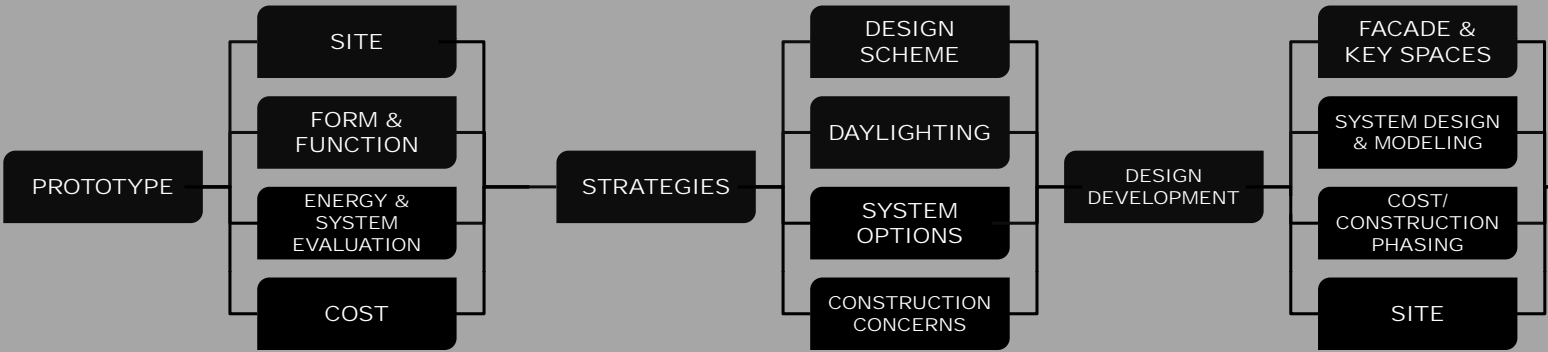 PROTOTYPE
SITE
FORM &
FUNCTION
ENERGY &
SYSTEM
EVALUATION
COST
STRATEGIES
DESIGN
SCHEME
DAYLIGHTING
SYSTEM
OPTIONS
CONSTRUCTION
CONCERNS
DESIGN
DEVELOPMENT
FACADE &
KEY SPACES
SYSTEM DESIGN
& MODELING
COST/
CONSTRUCTION
PHASING
SITE